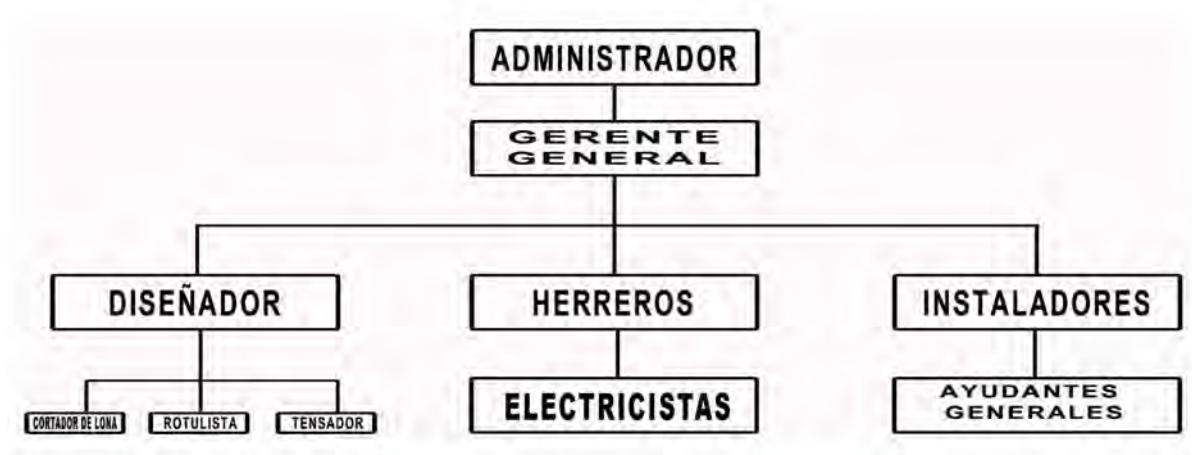 ADMINISTRADOR
GERENTE
GENERAL
DISEÑADOR
HERREROS
INSTALADORES
CORTADOR DE LONA
ROTULISTA
TENSADOR
ELECTRICISTAS
AYUDANTES
GENERALES